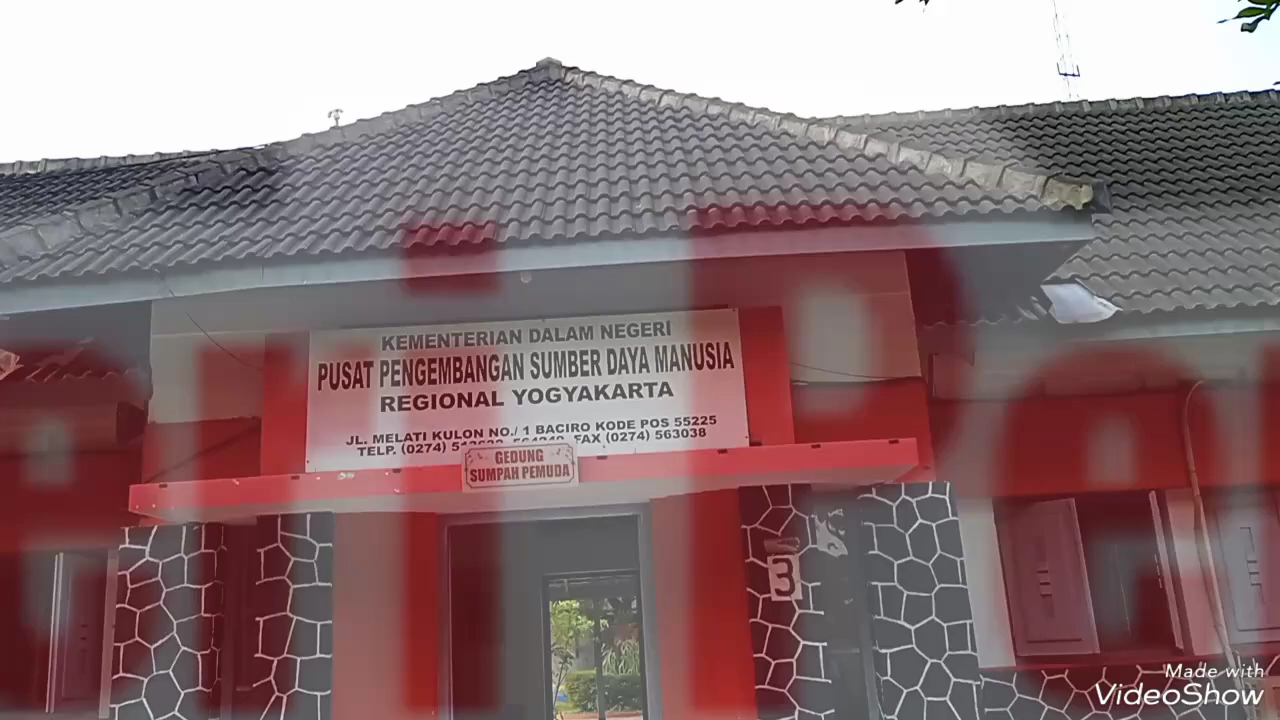 KEMENTERIAN DALAM NEGERI
PUSAT PENGEMBANGAN SUMBER DAYA MANUSIA
REGIONAL YOGYAKARTA
JL. MELATI KULON NO./ 1 BACIRO KODE POS 55225
TELP. (0274) FAX (0274) 563038
GEDUNG
SUMPAH PEMUDA
3
Made with
VideoShow